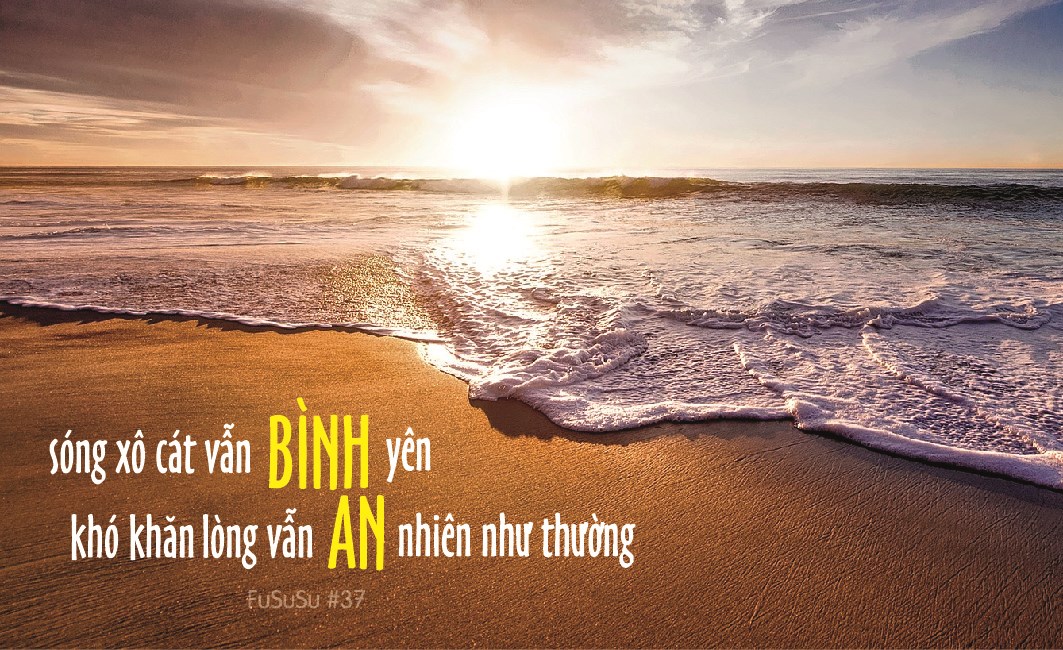 sóng xô cát vẫn BÌNH yên
khó khăn lòng vẫn AN nhiên như thường
FuSuSu #37